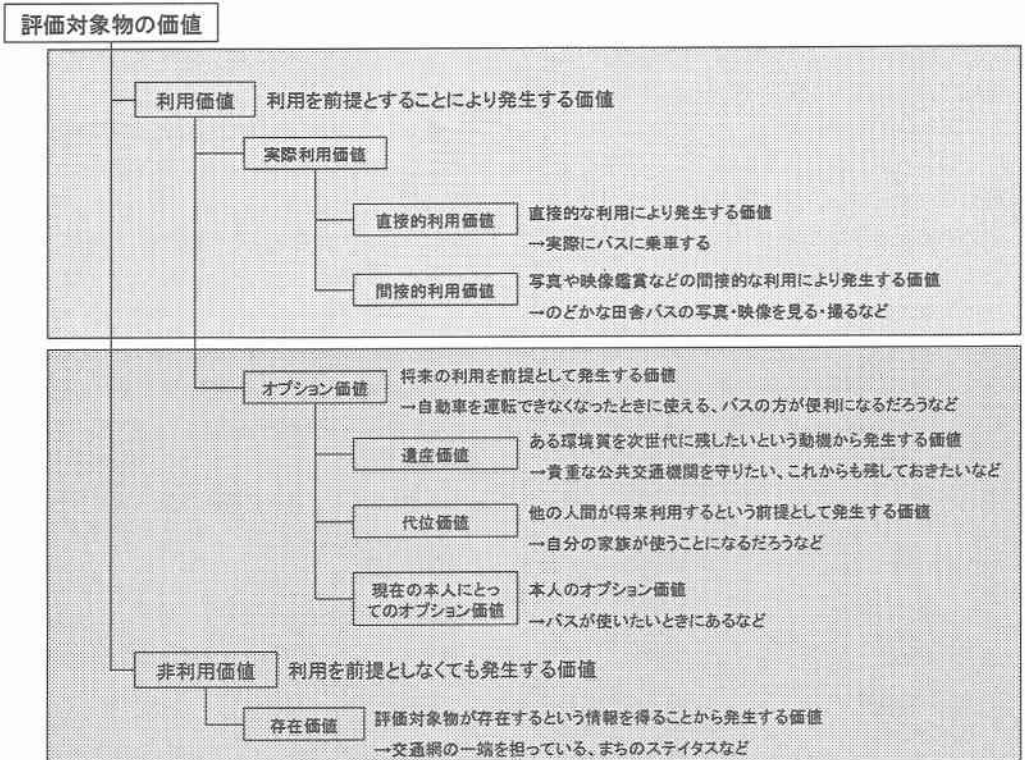 評価対象物の価値
利用価値 利用を前提とすることにより発生する価値
実際利用価値
直接的利用価値 直接的な利用により発生する価値
→実際にバスに乗車する
間接的利用価値 写真や映像鑑賞などの間接的な利用により発生する価値
→のどかな田舎バスの写真・映像を見る・撮るなど
オプション価値 将来の利用を前提として発生する価値
→自動車を運転できなくなったときに使える、バスの方が便利になるだろうなど
遺産価値 ある環境質を次世代に残したいという動機から発生する価値
→貴重な公共交通機関を守りたい、これからも残しておきたいなど
代位価値 他の人間が将来利用するという前提として発生する価値
→自分の家族が使うことになるだろうなど
現在の本人にとっ
てのオプション価値
本人のオプション価値
→バスが使いたいときにあるなど
非利用価値 利用を前提としなくても発生する価値
存在価値 評価対象物が存在するという情報を得ることから発生する価値
→交通網の一端を担っている、まちのステイタスなど